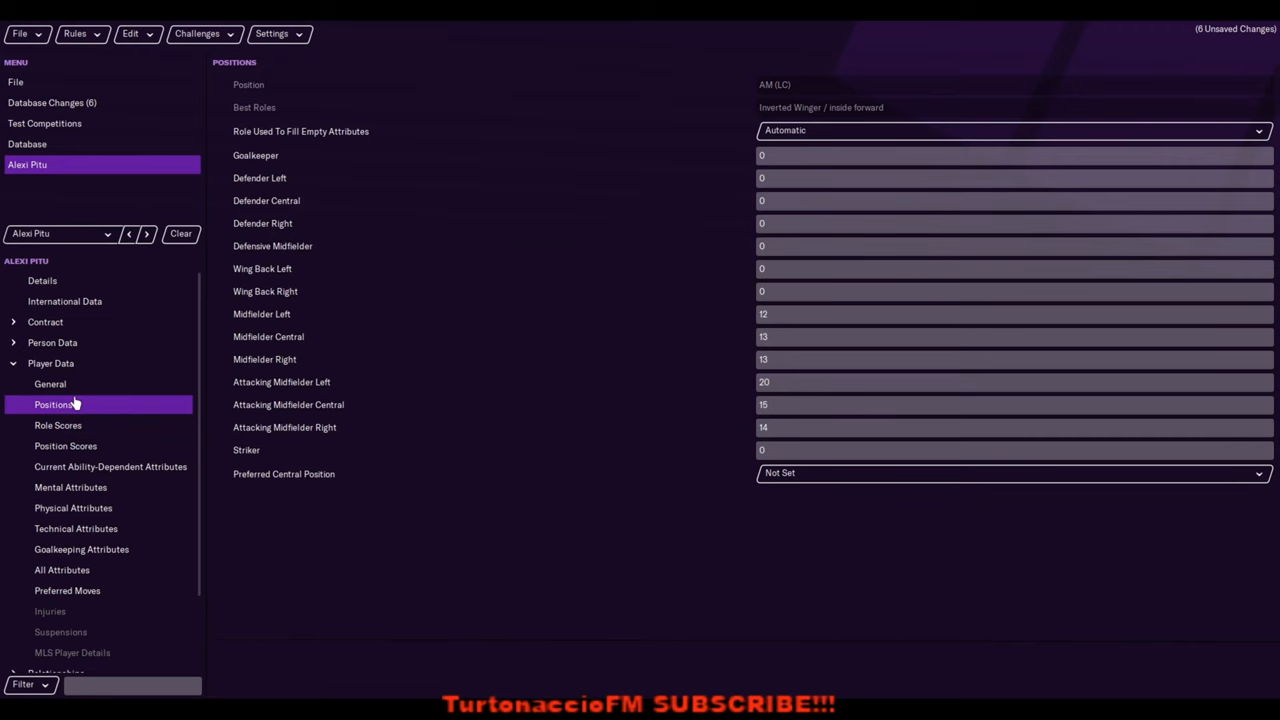 File Rules Edit Challenges Settings (6 Unsaved Changes)
MENU
File
Database Changes (6)
Test Competitions
Database
Alexi Pitu
Alexi Pitu < > Clear
ALEXI PITU
Details
International Data
Contract
Person Data
Player Data
General
Positions
Role Scores
Position Scores
Current Ability-Dependent Attributes
Mental Attributes
Physical Attributes
Technical Attributes
Goalkeeping Attributes
All Attributes
Preferred Moves
Injuries
Suspensions
MLS Player Details
Relationships
Filter
POSITIONS
Position AM (LC)
Best Roles Inverted Winger / inside forward
Role Used To Fill Empty Attributes Automatic
Goalkeeper 0
Defender Left 0
Defender Central 0
Defender Right 0
Defensive Midfielder 0
Wing Back Left 0
Wing Back Right 0
Midfielder Left 12
Midfielder Central 13
Midfielder Right 13
Attacking Midfielder Left 20
Attacking Midfielder Central 15
Attacking Midfielder Right 14
Striker 0
Preferred Central Position Not Set
TurtonaccioFM SUBSCRIBE!!!